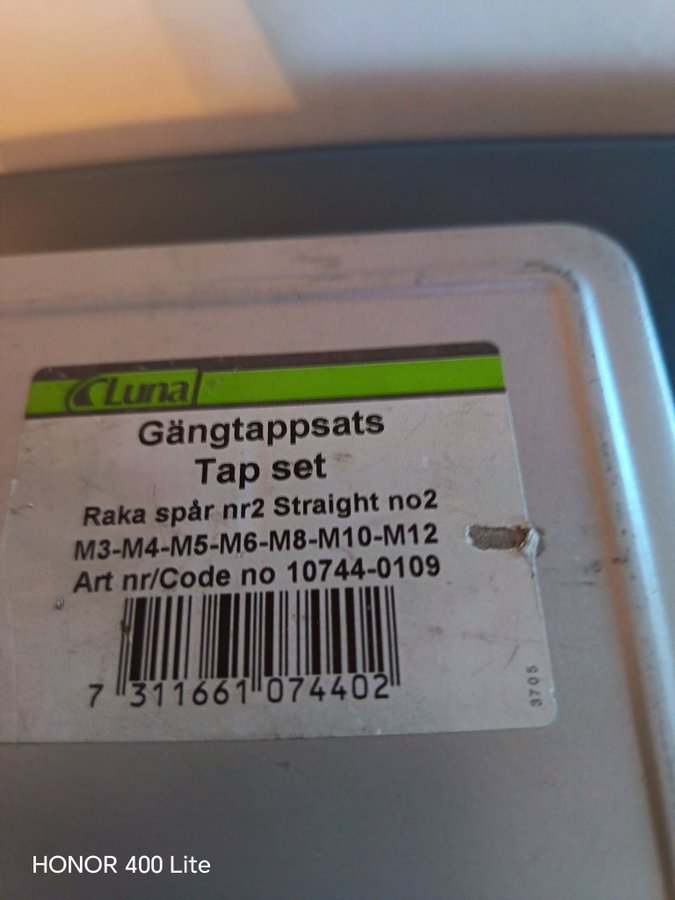 Luna
Gängtappsats
Tap set
Raka spår nr2 Straight no2
M3-M4-M5-M6-M8-M10-M12
Art nr/Code no 10744-0109
7 311661 074402
3705
HONOR 400 Lite